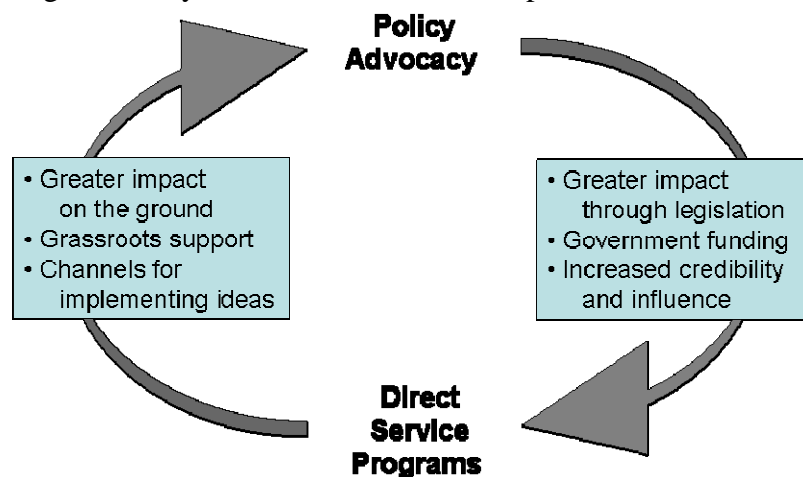 Policy
Advocacy
• Greater impact
on the ground
• Grassroots support
• Channels for
implementing ideas
• Greater impact
through legislation
• Government funding
• Increased credibility
and influence
Direct
Service
Programs